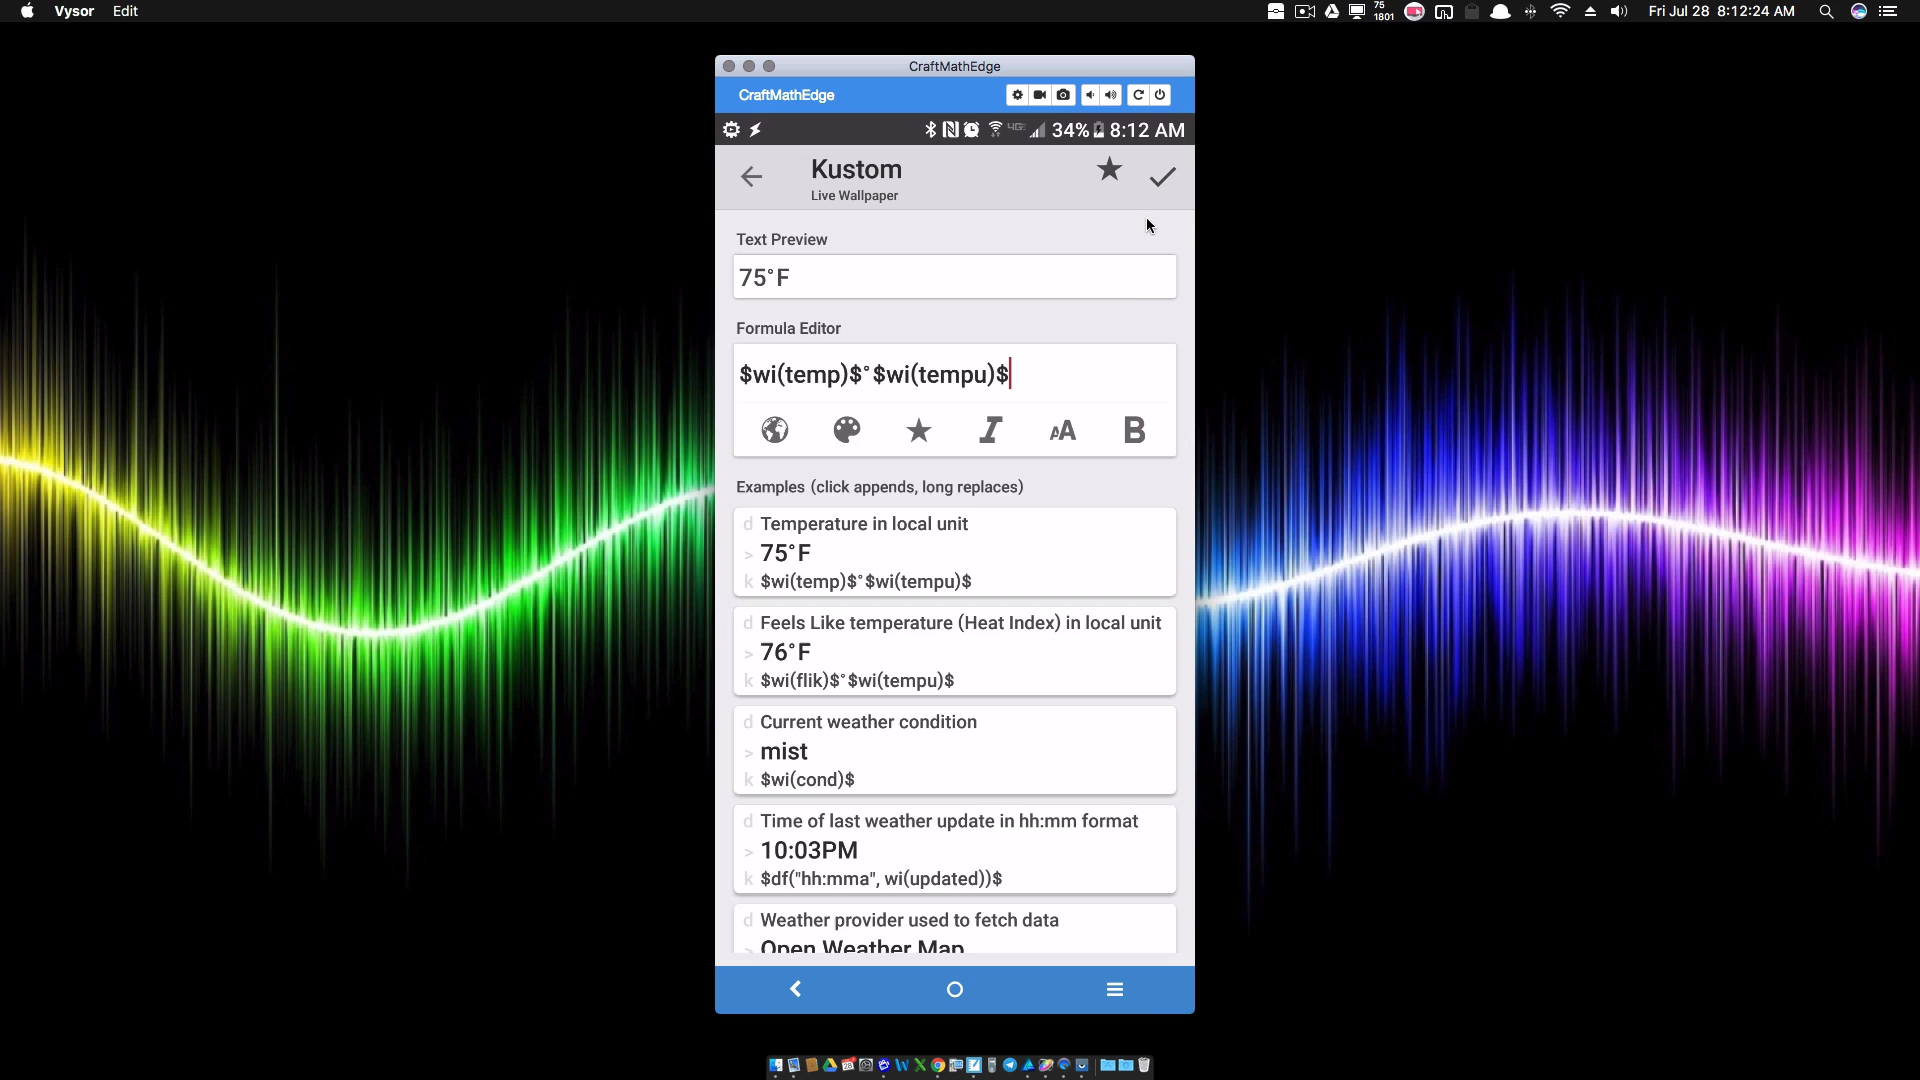 Vysor Edit
75
1801
Fri Jul 28 8:12:24 AM
CraftMathEdge
CraftMathEdge
4G 34% 8:12 AM
Kustom
Live Wallpaper
Text Preview
75°F
Formula Editor
$wi(temp)$°$wi(tempu)$
I AA B
Examples (click appends, long replaces)
d Temperature in local unit
> 75°F
k $wi(temp)$°$wi(tempu)$
d Feels Like temperature (Heat Index) in local unit
> 76°F
k $wi(flik)$°$wi(tempu)$
d Current weather condition
> mist
k $wi(cond)$
d Time of last weather update in hh:mm format
> 10:03PM
k $df("hh:mma", wi(updated))$
d Weather provider used to fetch data
> Open Weather Map